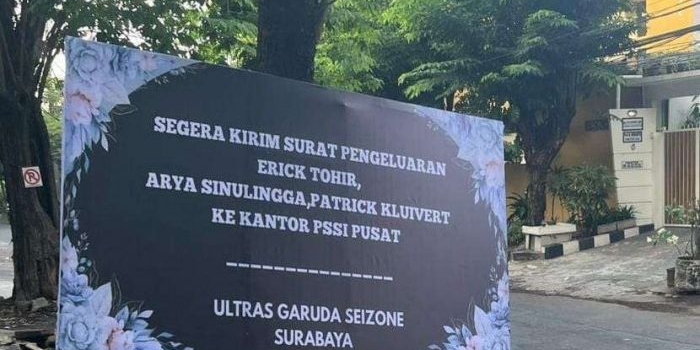 SEGERA KIRIM SURAT PENGELUARAN
ERICK TOHIR,
ARYA SINULINGGA,PATRICK KLUIVERT
KE KANTOR PSSI PUSAT
---------------
ULTRAS GARUDA SEIZONE
SURABAYA